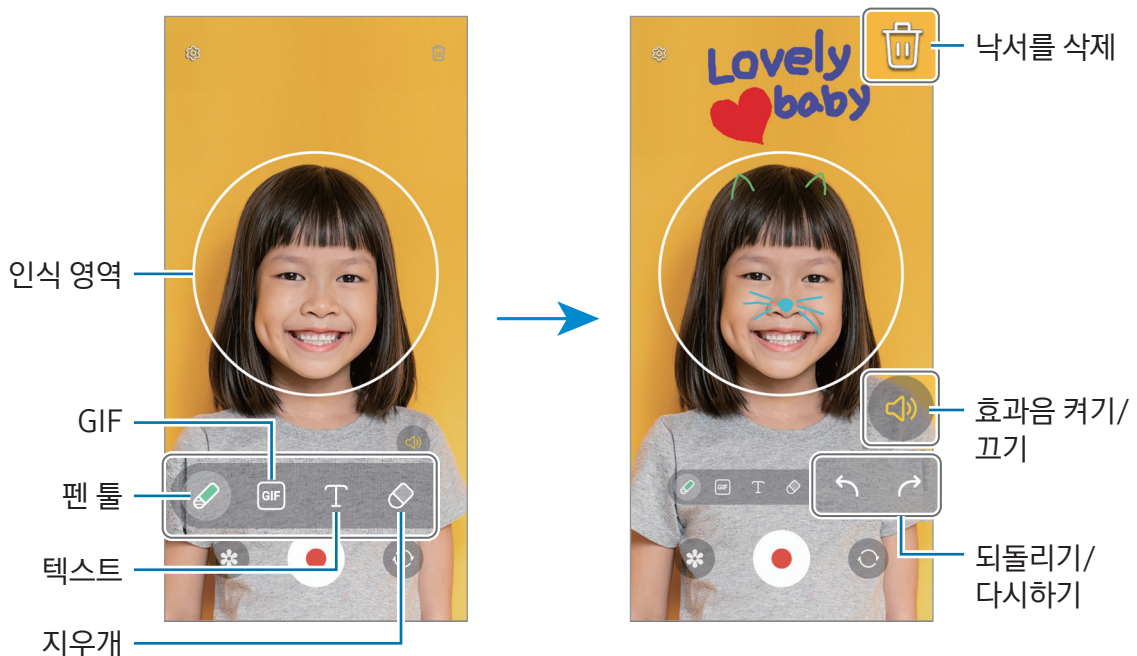 인식 영역
GIF
펜 툴
텍스트
지우개
GIF
T
Lovely
baby
GIF
T
낙서를 삭제
효과음 켜기/
끄기
되돌리기/
다시하기